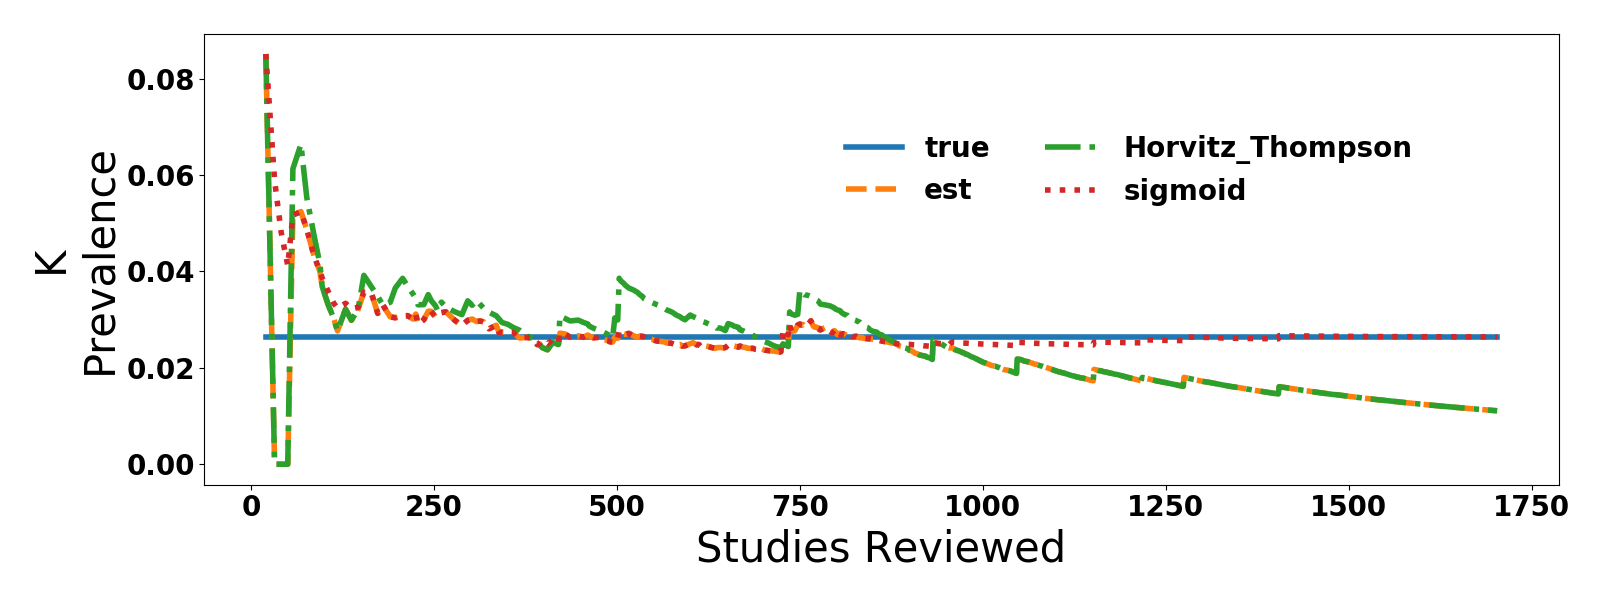 K
Prevalence
0.08
0.06
0.04
0.02
0.00
true
est
Horvitz_Thompson
sigmoid
0 250 500 750 1000 1250 1500 1750
Studies Reviewed